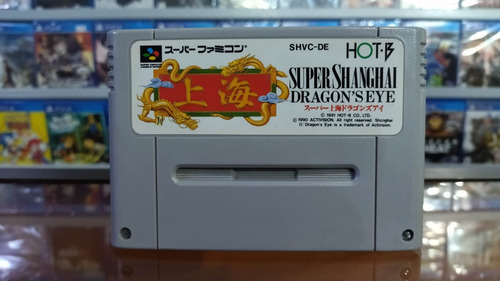 スーパーファミコン
SHVC-DE
HOT·B
上海
SUPER SHANGHAI
DRAGON'S EYE
スーパー上海ドラゴンズアイ
© 1991 HOT-B CO., LTD.
© 1990 ACTIVISION. All right reserved. Shanghai
II Dragon's Eye is a trademark of Activision.